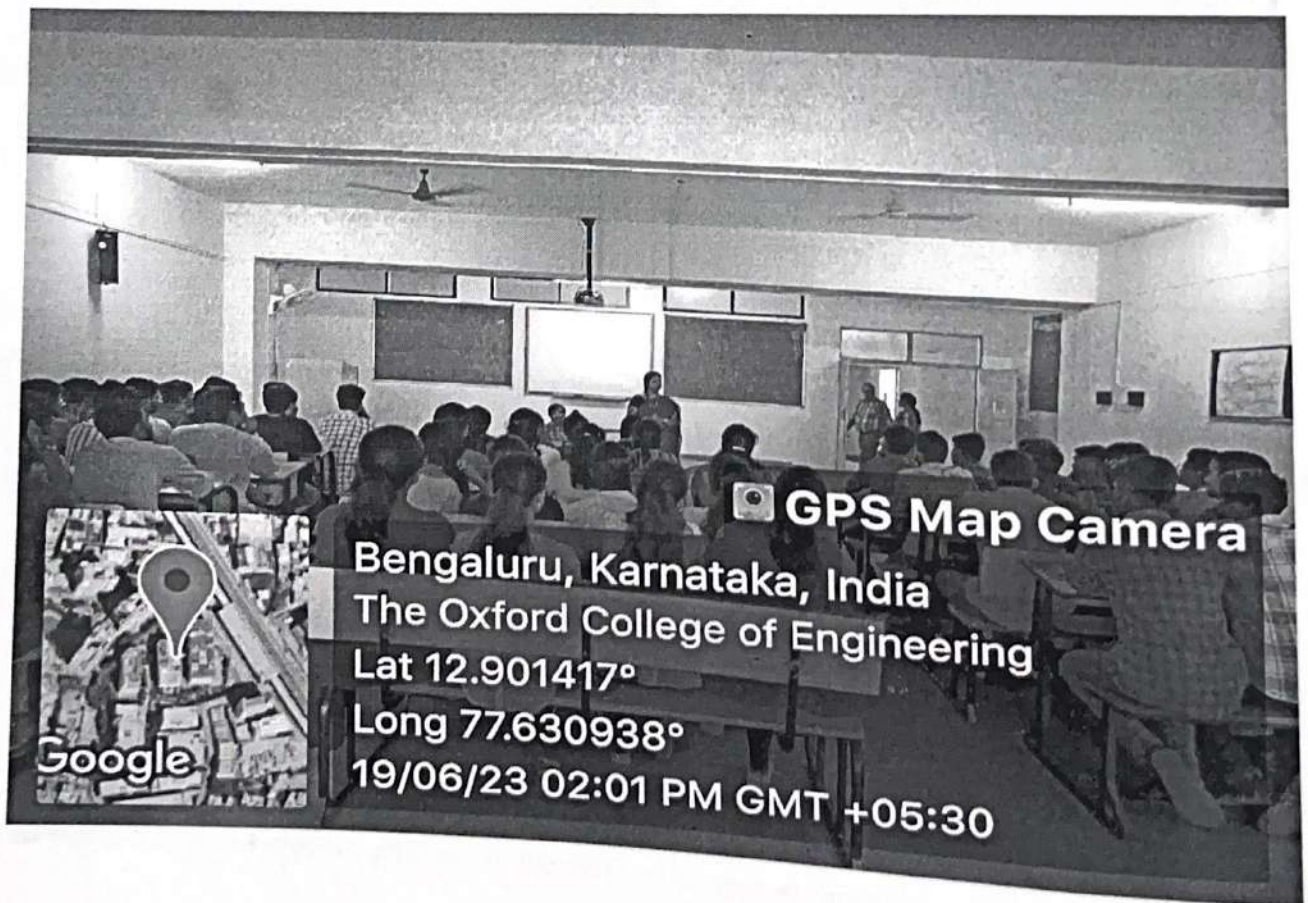 GPS Map Camera
Bengaluru, Karnataka, India
The Oxford College of Engineering
Lat 12.901417°
Long 77.630938°
19/06/23 02:01 PM GMT +05:30
Google